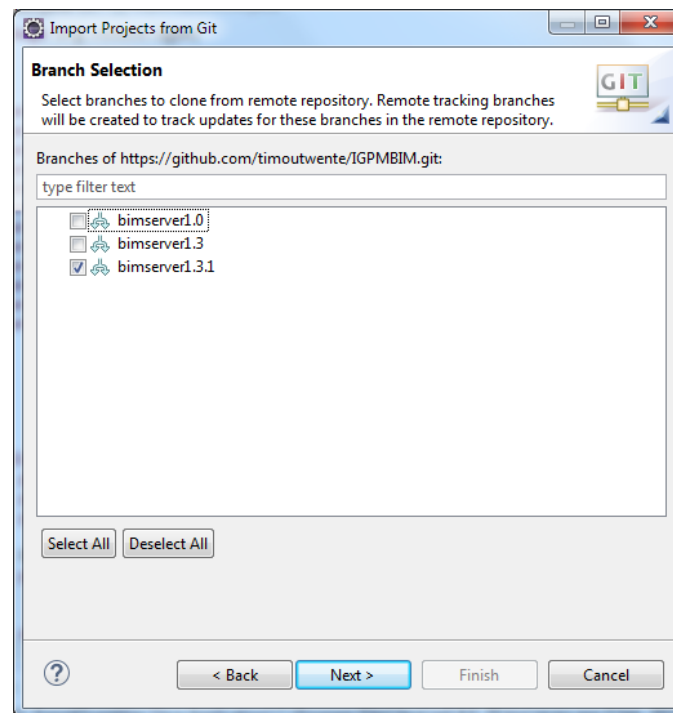 Import Projects from Git
Branch Selection
GIT
Select branches to clone from remote repository. Remote tracking branches
will be created to track updates for these branches in the remote repository.
Branches of https://github.com/timoutwente/IGPMBIM.git:
type filter text
bimserver1.0
bimserver1.3
bimserver1.3.1
Select All Deselect All
? < Back Next > Finish Cancel